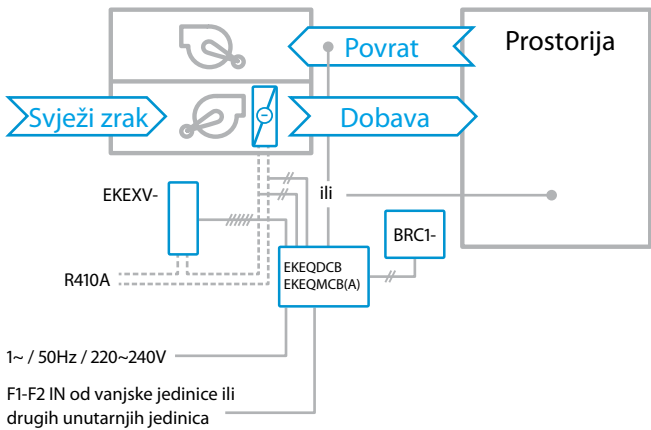 Povrat
Prostorija
Svježi zrak
Dobava
EKEXV-
ili
BRC1-
R410A
EKEQDCB
EKEQMCB(A)
1~ / 50Hz / 220~240V
F1-F2 IN od vanjske jedinice ili
drugih unutarnjih jedinica